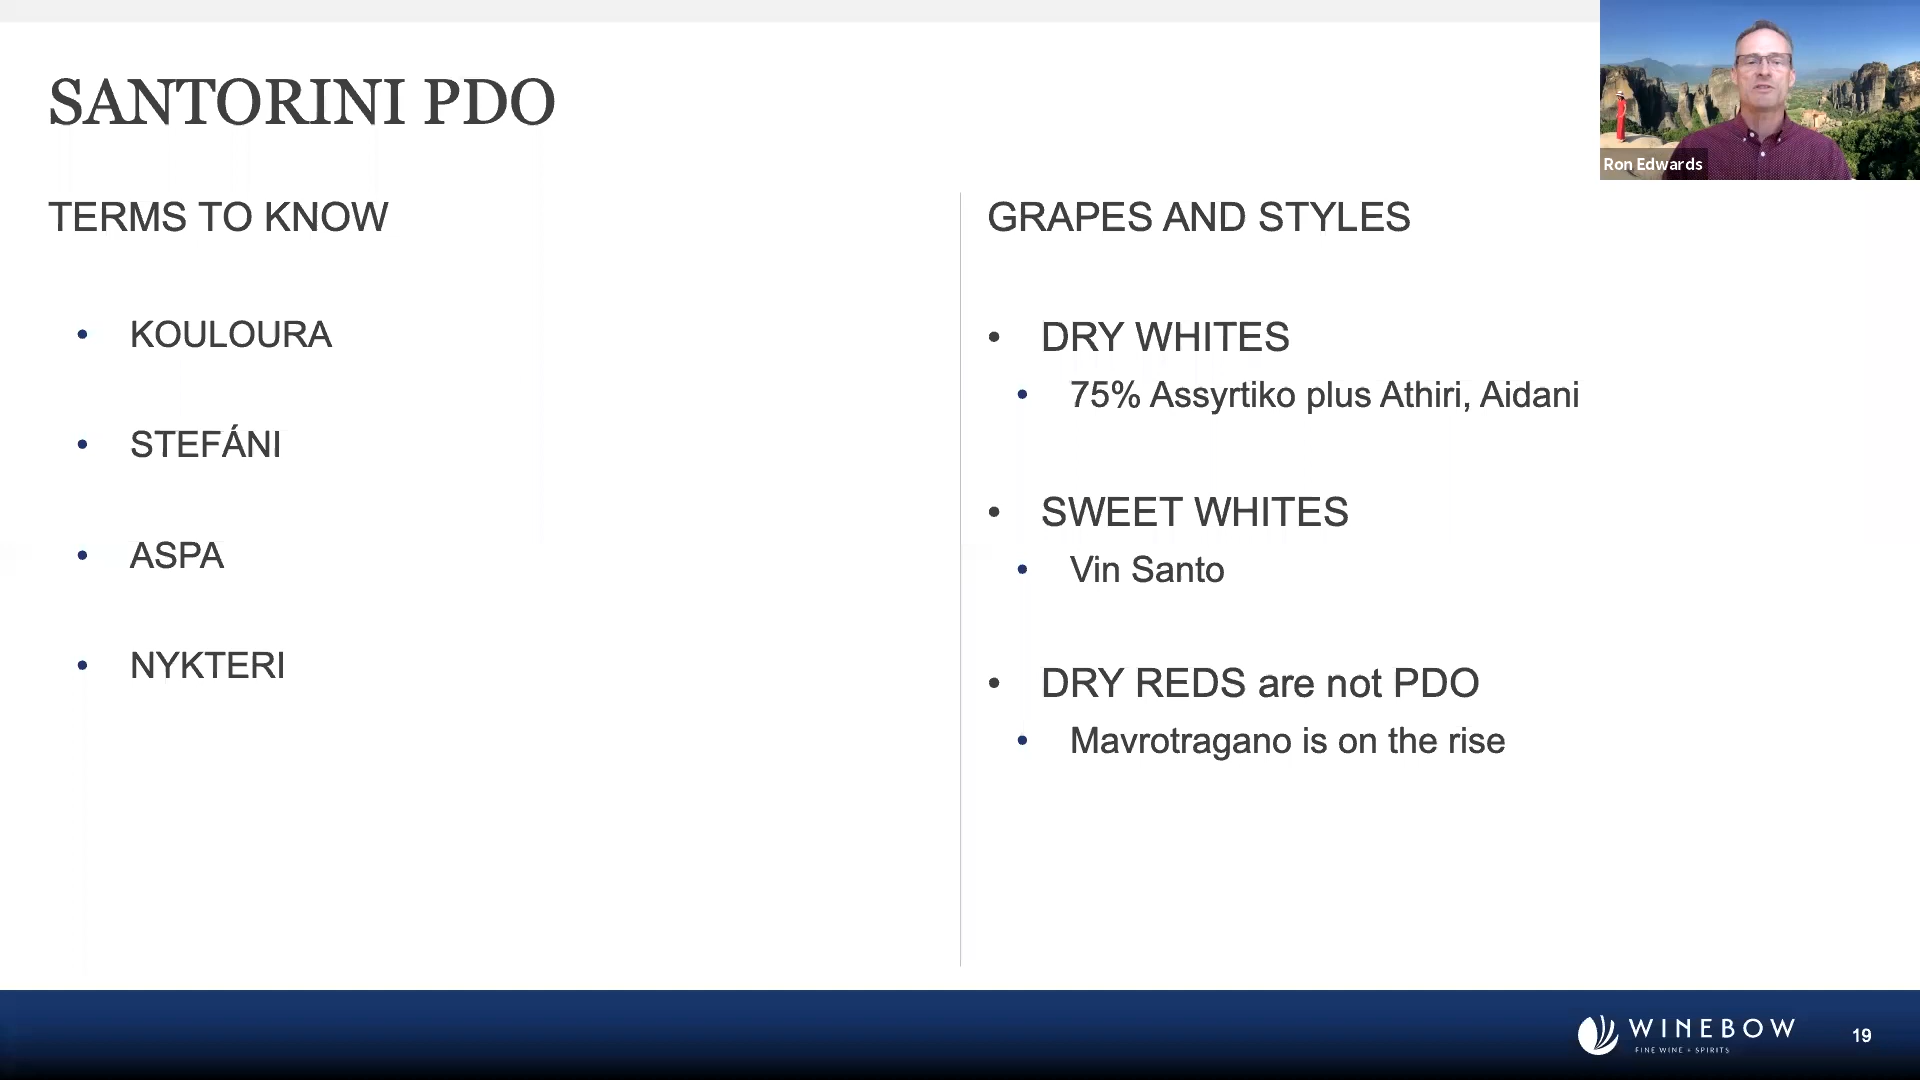 SANTORINI PDO
Ron Edwards
TERMS TO KNOW
• KOULOURA
• STEFÁNI
• ASPA
• NYKTERI
GRAPES AND STYLES
• DRY WHITES
• 75% Assyrtiko plus Athiri, Aidani
• SWEET WHITES
• Vin Santo
• DRY REDS are not PDO
• Mavrotragano is on the rise
WINEBOW
FINE WINE + SPIRITS
19